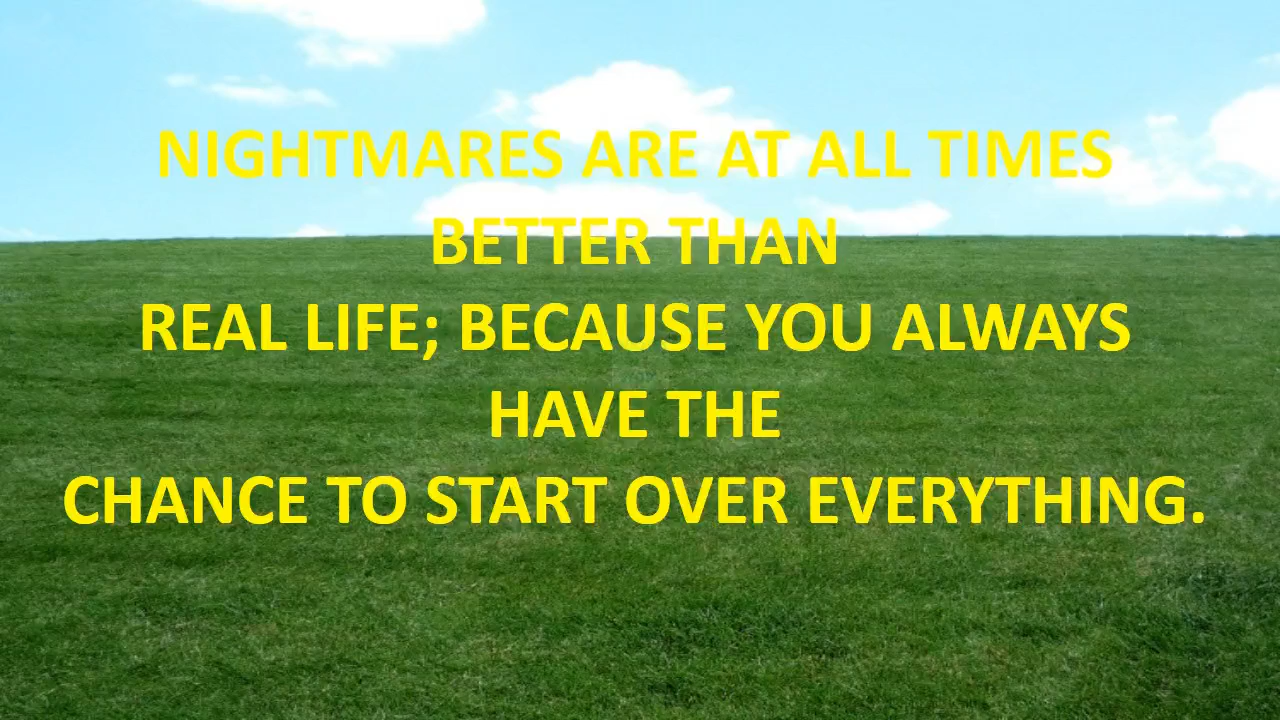 NIGHTMARES ARE AT ALL TIMES
BETTER THAN
REAL LIFE; BECAUSE YOU ALWAYS
HAVE THE
CHANCE TO START OVER EVERYTHING.